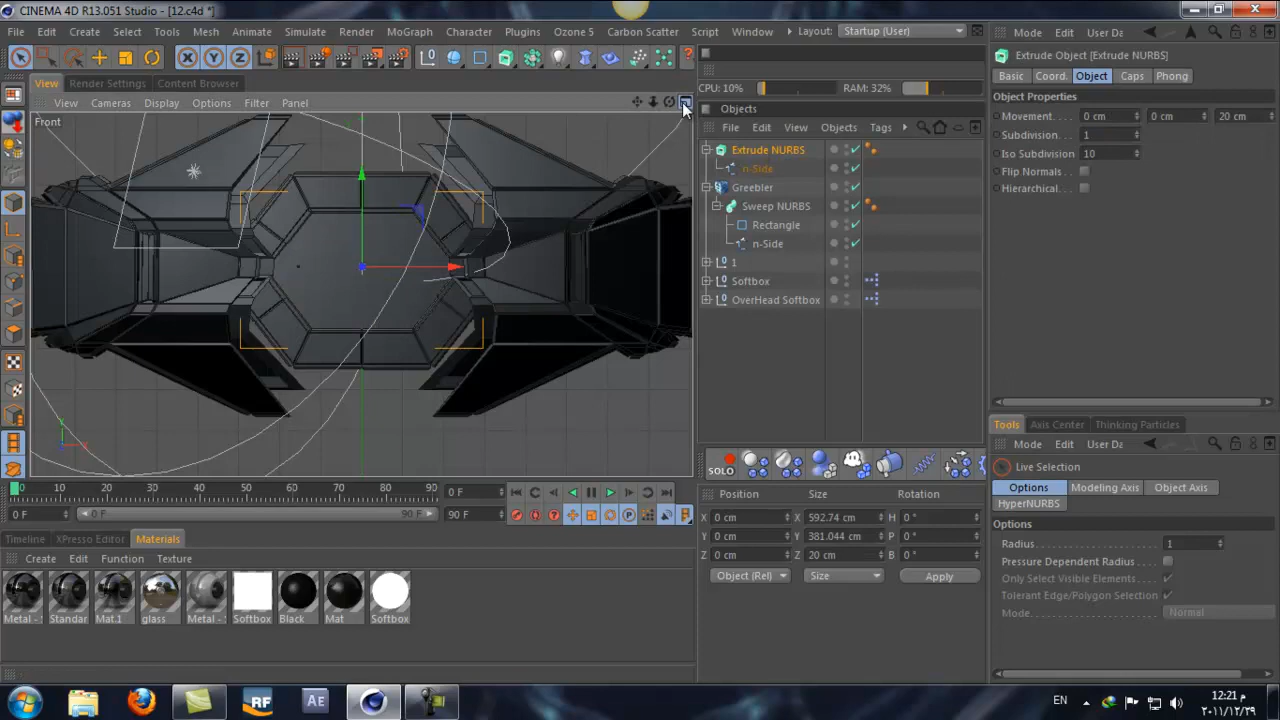 CINEMA 4D R13.051 Studio - [12.c4d *]
File Edit Create Select Tools Mesh Animate Simulate Render MoGraph Character Plugins Ozone 5 Carbon Scatter Script Window Layout: Startup (User)
View Render Settings Content Browser
View Cameras Display Options Filter Panel
Front
Y
X
0 10 20 30 40 50 60 70 80 90 0 F
0 F 0 F 90 F 90 F
Timeline XPresso Editor Materials
Create Edit Function Texture
Metal - Standar Mat.1 glass Metal - Softbox Black Mat Softbox
CPU: 10% RAM: 32%
Objects
File Edit View Objects Tags
Extrude NURBS
n-Side
Greebler
Sweep NURBS
Rectangle
n-Side
1
Softbox
OverHead Softbox
SOLO
Position Size Rotation
X 0 cm X 592.74 cm H 0 °
Y 0 cm Y 381.044 cm P 0 °
Z 0 cm Z 20 cm B 0 °
Object (Rel) Size Apply
Mode Edit User Da
Extrude Object [Extrude NURBS]
Basic Coord. Object Caps Phong
Object Properties
Movement . 0 cm 0 cm 20 cm
Subdivision. . 1
Iso Subdivision 10
Flip Normals .
Hierarchical. . .
Tools Axis Center Thinking Particles
Mode Edit User Da
Live Selection
Options Modeling Axis Object Axis
HyperNURBS
Options
Radius 1
Pressure Dependent Radius
Only Select Visible Elements
Tolerant Edge/Polygon Selection
Mode. Normal
RF Ae EN
12:21 م
٢٠١١/١٢/٢٩